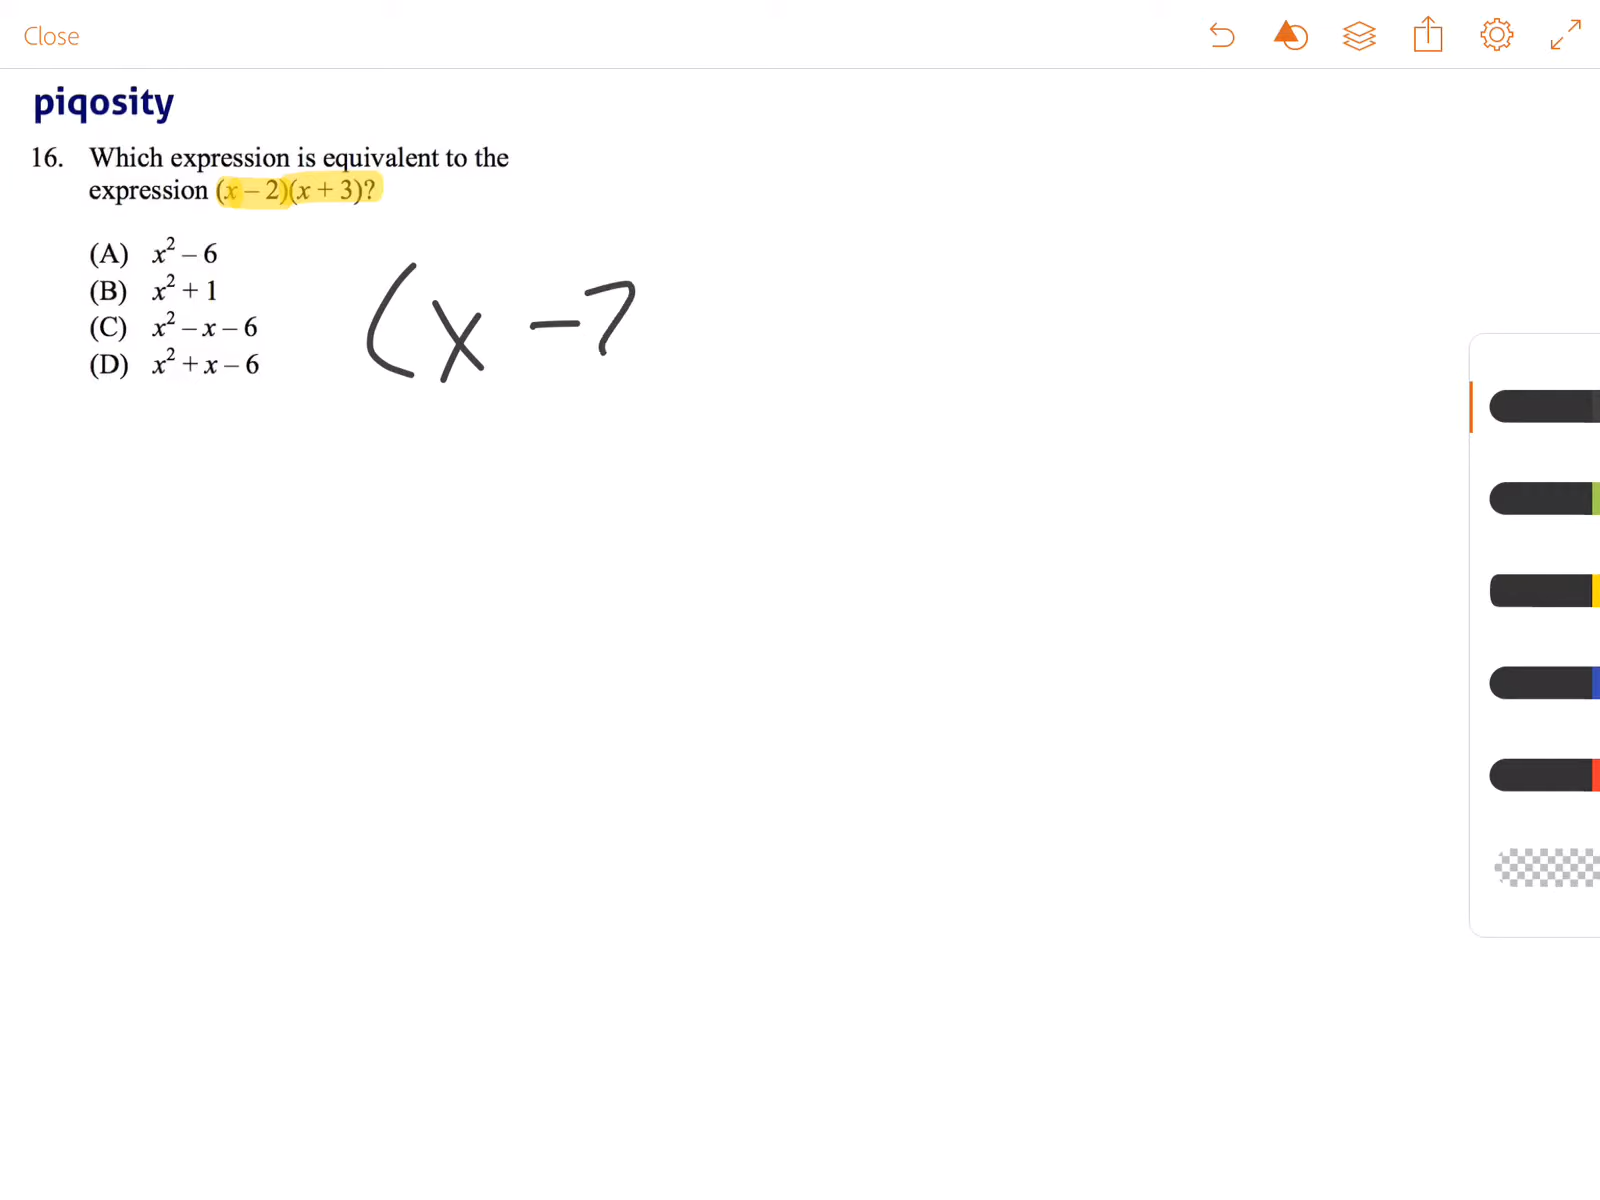 Close
piqosity
16. Which expression is equivalent to the
expression (x – 2)(x + 3)?
(A) x² – 6
(B) x² + 1
(C) x² – x – 6
(D) x² + x – 6
(x –